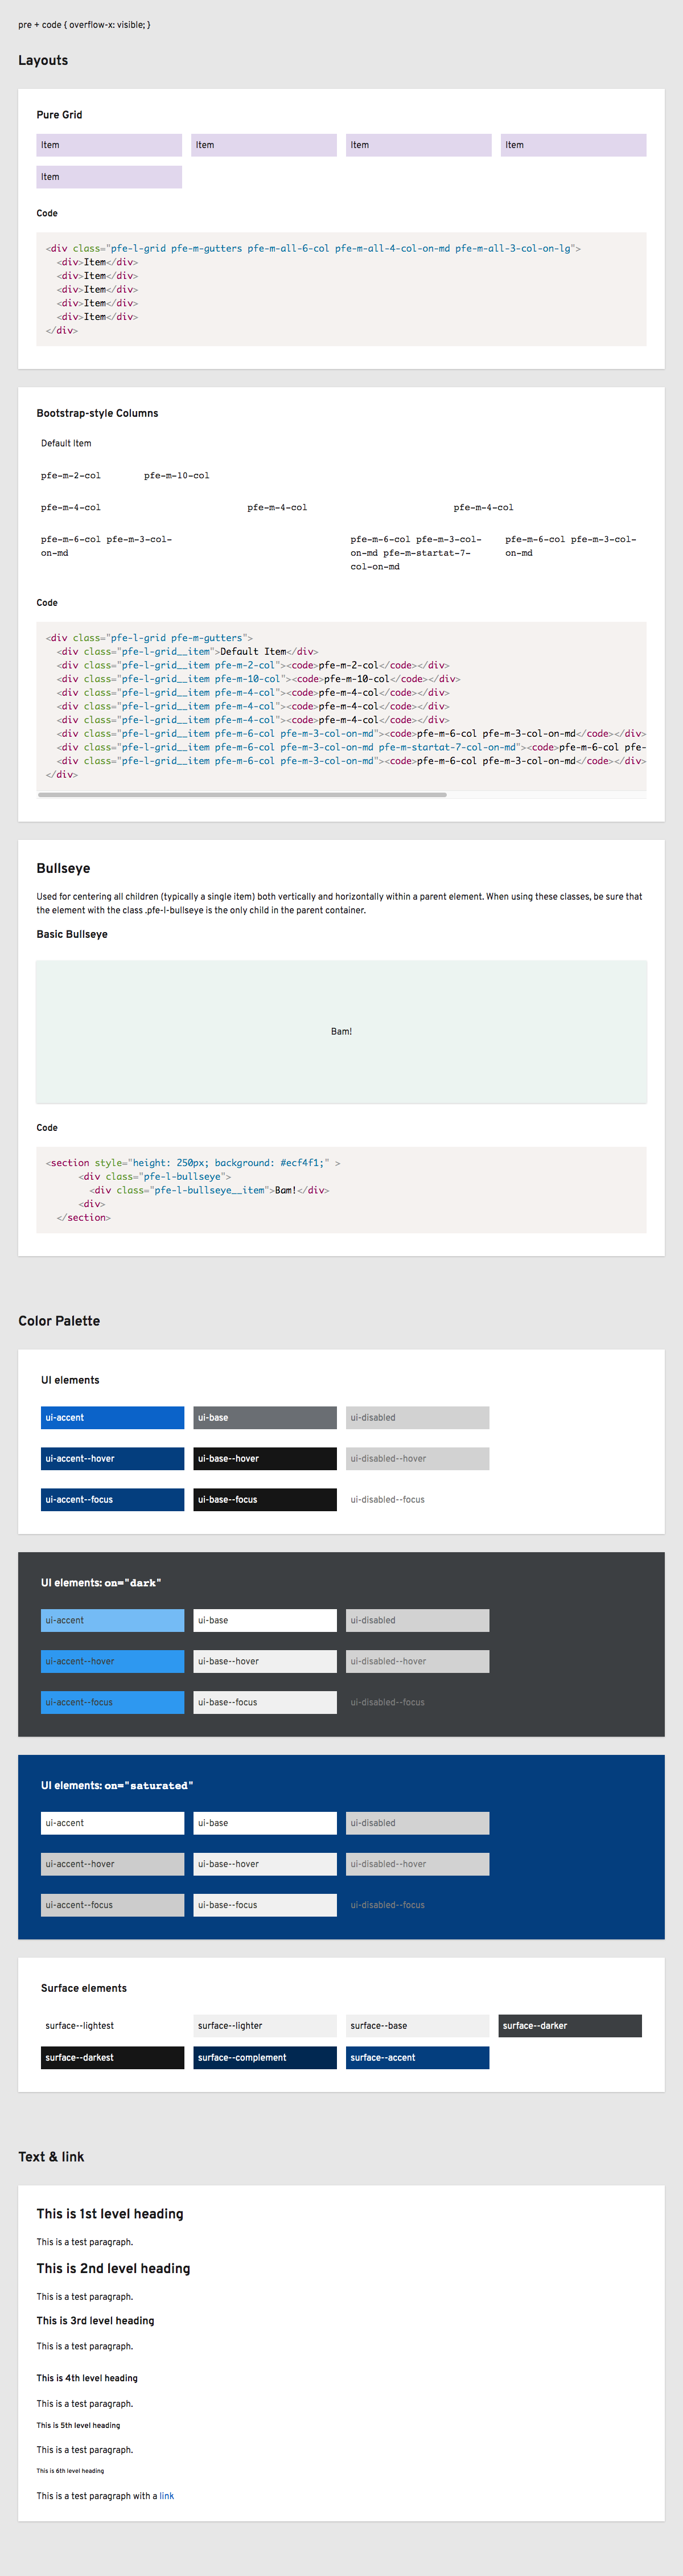 pre + code { overflow-x: visible; }
Layouts
Pure Grid
Item Item Item Item
Item
Code
<div class="pfe-l-grid pfe-m-gutters pfe-m-all-6-col pfe-m-all-4-col-on-md pfe-m-all-3-col-on-lg">
<div>Item</div>
<div>Item</div>
<div>Item</div>
<div>Item</div>
<div>Item</div>
</div>
Bootstrap-style Columns
Default Item
pfe-m-2-col pfe-m-10-col
pfe-m-4-col pfe-m-4-col pfe-m-4-col
pfe-m-6-col pfe-m-3-col- pfe-m-6-col pfe-m-3-col- pfe-m-6-col pfe-m-3-col-
on-md on-md pfe-m-startat-7- on-md
col-on-md
Code
<div class="pfe-l-grid pfe-m-gutters">
<div class="pfe-l-grid__item">Default Item</div>
<div class="pfe-l-grid__item pfe-m-2-col"><code>pfe-m-2-col</code></div>
<div class="pfe-l-grid__item pfe-m-10-col"><code>pfe-m-10-col</code></div>
<div class="pfe-l-grid__item pfe-m-4-col"><code>pfe-m-4-col</code></div>
<div class="pfe-l-grid__item pfe-m-4-col"><code>pfe-m-4-col</code></div>
<div class="pfe-l-grid__item pfe-m-4-col"><code>pfe-m-4-col</code></div>
<div class="pfe-l-grid__item pfe-m-6-col pfe-m-3-col-on-md"><code>pfe-m-6-col pfe-m-3-col-on-md</code></div>
<div class="pfe-l-grid__item pfe-m-6-col pfe-m-3-col-on-md pfe-m-startat-7-col-on-md"><code>pfe-m-6-col pfe-
<div class="pfe-l-grid__item pfe-m-6-col pfe-m-3-col-on-md"><code>pfe-m-6-col pfe-m-3-col-on-md</code></div>
</div>
Bullseye
Used for centering all children (typically a single item) both vertically and horizontally within a parent element. When using these classes, be sure that
the element with the class .pfe-l-bullseye is the only child in the parent container.
Basic Bullseye
Bam!
Code
<section style="height: 250px; background: #ecf4f1;" >
<div class="pfe-l-bullseye">
<div class="pfe-l-bullseye__item">Bam!</div>
<div>
</section>
Color Palette
UI elements
ui-accent ui-base ui-disabled
ui-accent--hover ui-base--hover ui-disabled--hover
ui-accent--focus ui-base--focus ui-disabled--focus
UI elements: on="dark"
ui-accent ui-base ui-disabled
ui-accent--hover ui-base--hover ui-disabled--hover
ui-accent--focus ui-base--focus ui-disabled--focus
UI elements: on="saturated"
ui-accent ui-base ui-disabled
ui-accent--hover ui-base--hover ui-disabled--hover
ui-accent--focus ui-base--focus ui-disabled--focus
Surface elements
surface--lightest surface--lighter surface--base surface--darker
surface--darkest surface--complement surface--accent
Text & link
This is 1st level heading
This is a test paragraph.
This is 2nd level heading
This is a test paragraph.
This is 3rd level heading
This is a test paragraph.
This is 4th level heading
This is a test paragraph.
This is 5th level heading
This is a test paragraph.
This is 6th level heading
This is a test paragraph with a link